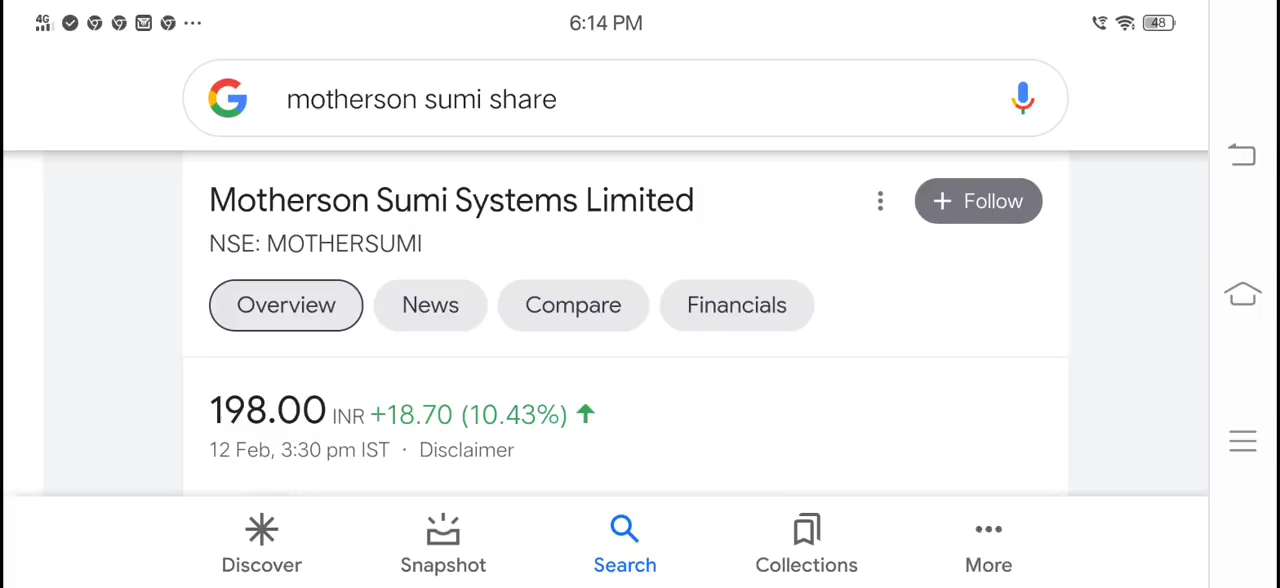 4G
6:14 PM
48
motherson sumi share
Motherson Sumi Systems Limited
+ Follow
NSE: MOTHERSUMI
Overview
News
Compare
Financials
198.00 INR +18.70 (10.43%) ↑
12 Feb, 3:30 pm IST · Disclaimer
Discover
Snapshot
Search
Collections
More